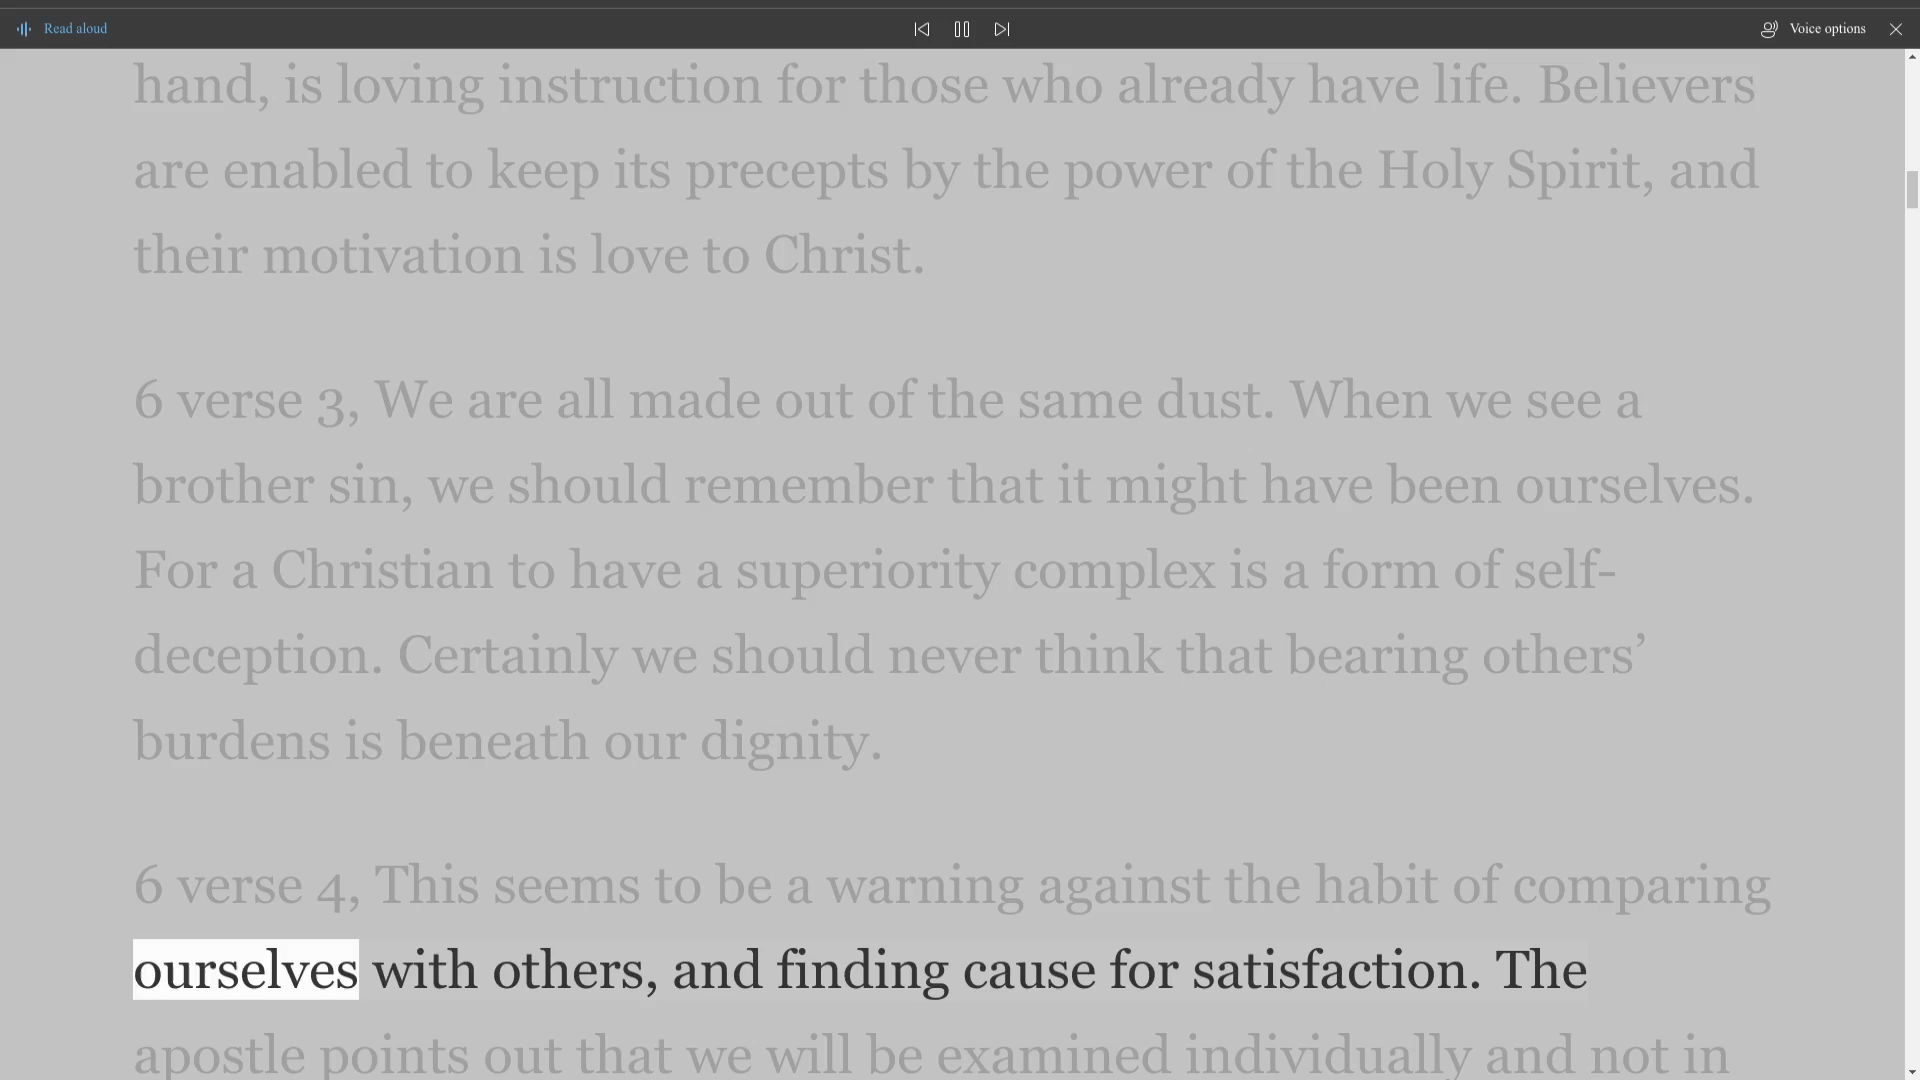 Read aloud
Voice options
hand, is loving instruction for those who already have life. Believers
are enabled to keep its precepts by the power of the Holy Spirit, and
their motivation is love to Christ.
6 verse 3, We are all made out of the same dust. When we see a
brother sin, we should remember that it might have been ourselves.
For a Christian to have a superiority complex is a form of self-
deception. Certainly we should never think that bearing others’
burdens is beneath our dignity.
6 verse 4, This seems to be a warning against the habit of comparing
ourselves with others, and finding cause for satisfaction. The
apostle points out that we will be examined individually and not in